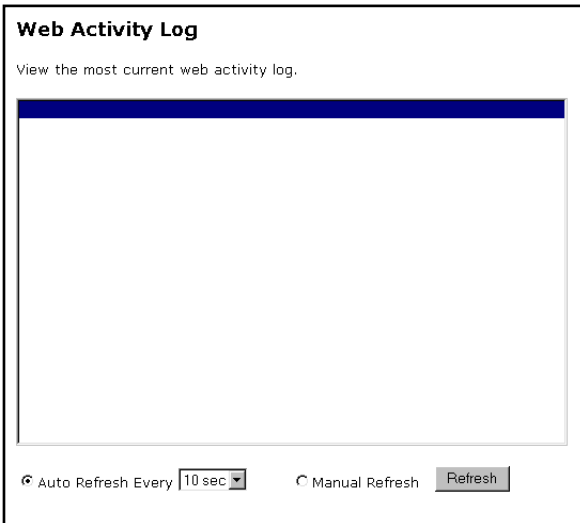 Web Activity Log
View the most current web activity log.
Auto Refresh Every 10 sec Manual Refresh Refresh